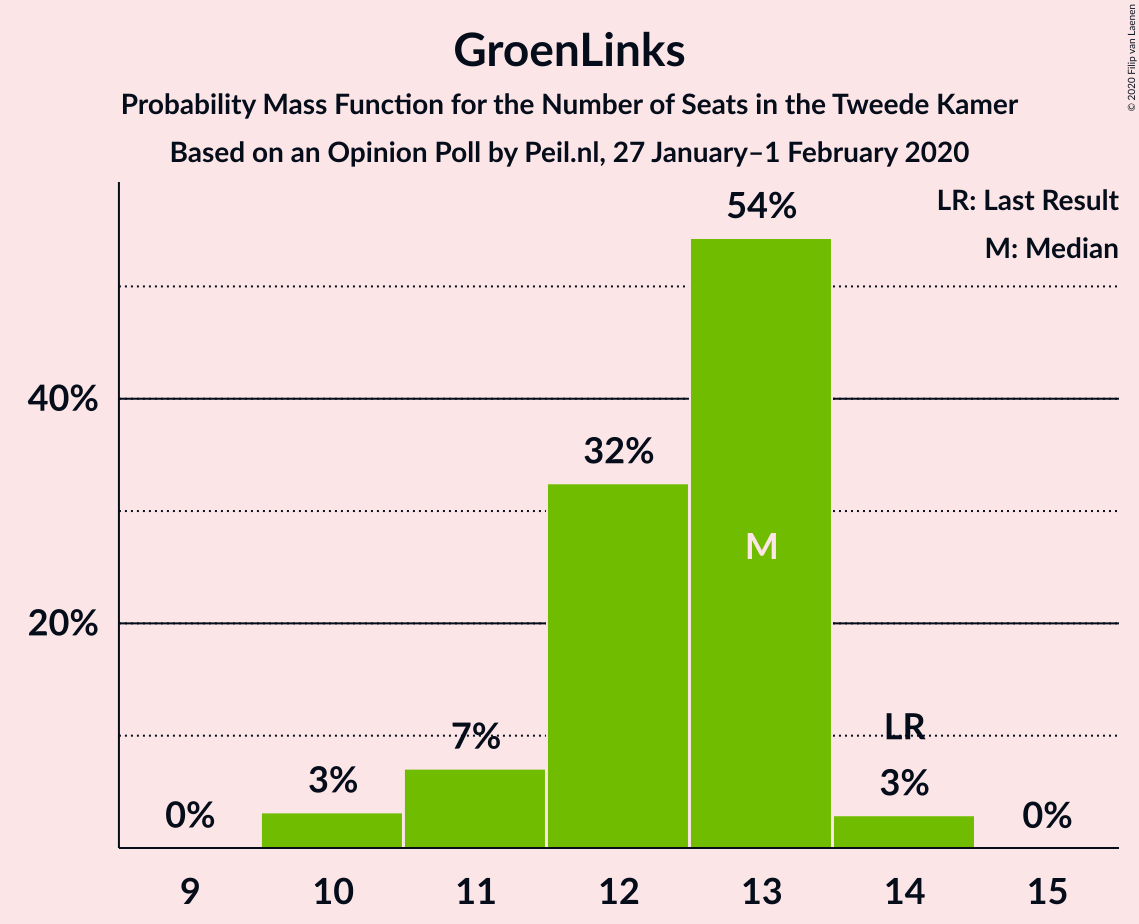 GroenLinks
Probability Mass Function for the Number of Seats in the Tweede Kamer
Based on an Opinion Poll by Peil.nl, 27 January–1 February 2020
© 2020 Filip van Laenen
LR: Last Result
M: Median
54%
40%
32%
M
20%
LR
7%
3%
3%
0%
0%
9 10 11 12 13 14 15